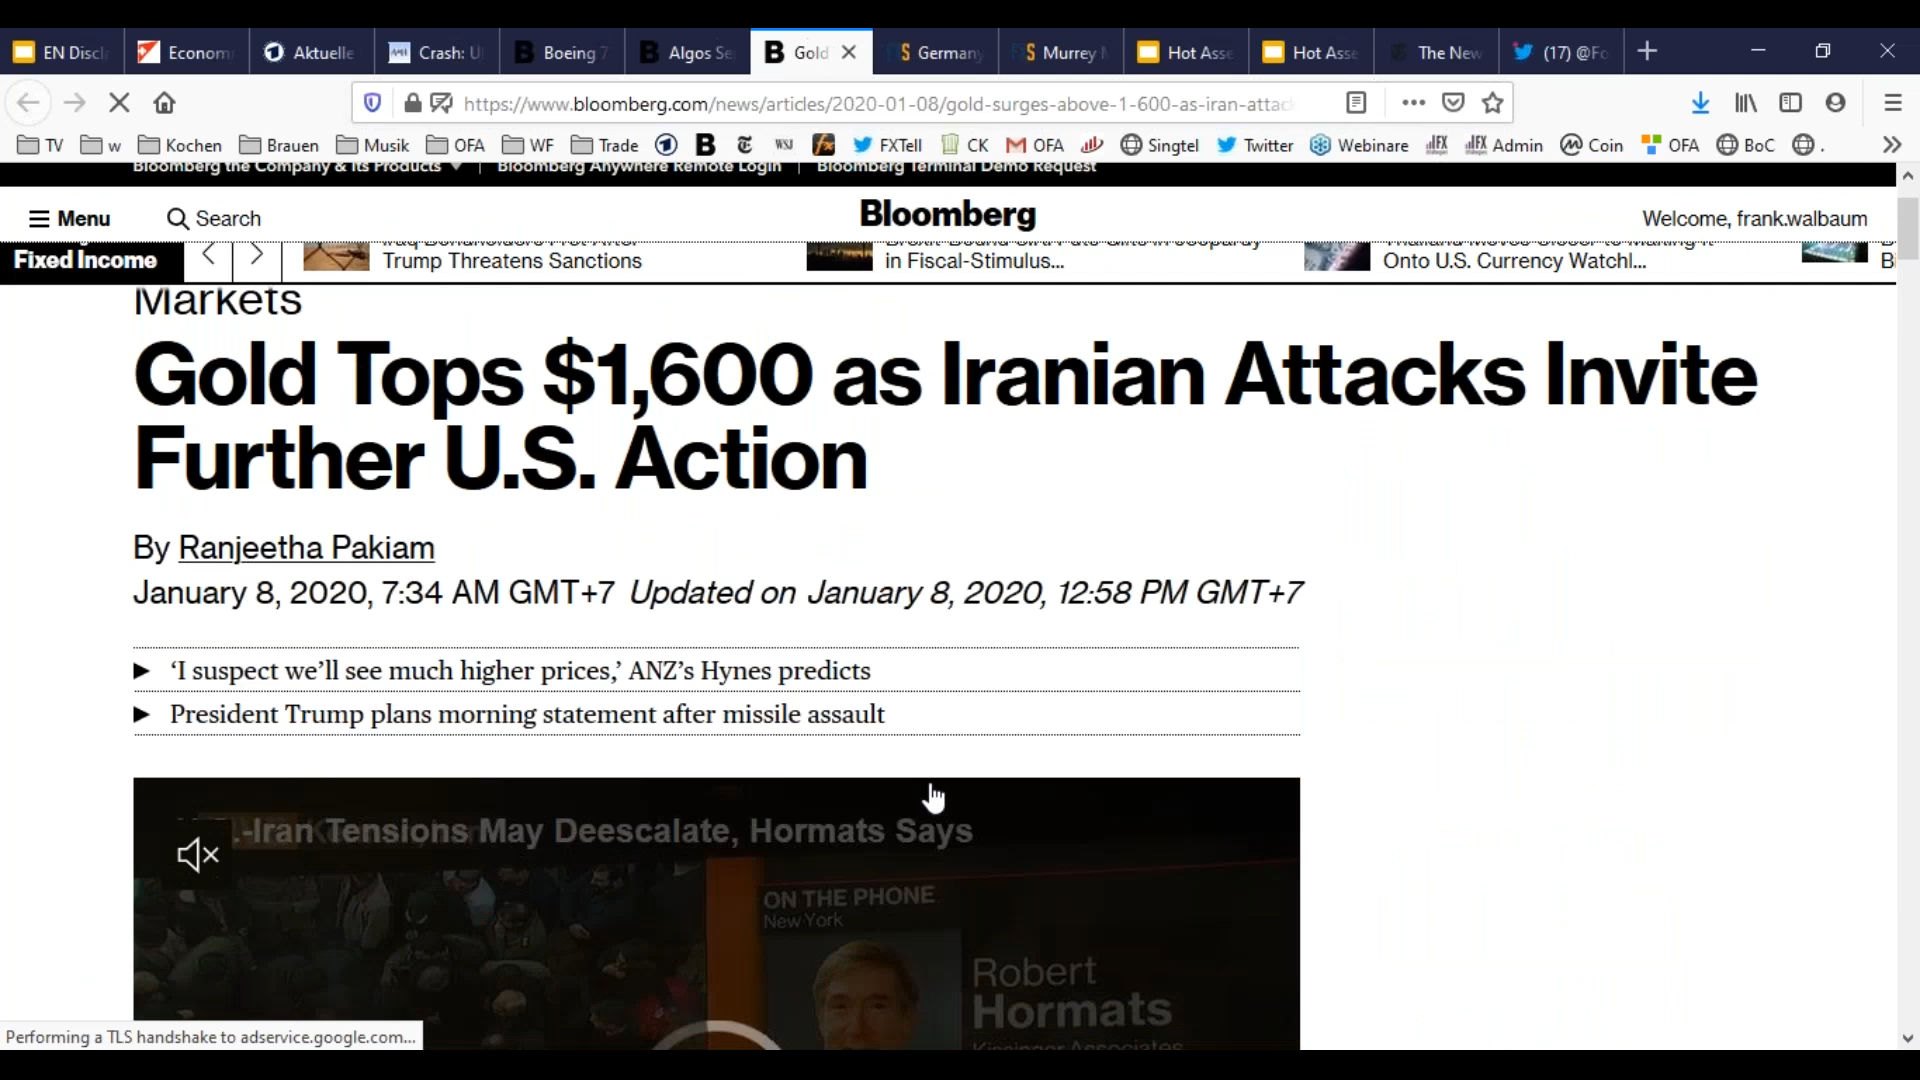 EN Discl
Econom
Aktuelle
Crash: U
Boeing 7
Algos Se
Gold
Germany
Murrey M
Hot Asse
Hot Asse
The New
(17) @Fo
https://www.bloomberg.com/news/articles/2020-01-08/gold-surges-above-1-600-as-iran-attac
TV
w
Kochen
Brauen
Musik
OFA
WF
Trade
WSJ
FXTell
CK
OFA
Singtel
Twitter
Webinare
Admin
Coin
OFA
BoC
.
Bloomberg the Company & Its Products
Bloomberg Anywhere Remote Login
Bloomberg Terminal Demo Request
Menu
Search
Bloomberg
Welcome, frank.walbaum
Fixed Income
Trump Threatens Sanctions
in Fiscal-Stimulus...
Onto U.S. Currency Watchl...
Markets
Gold Tops $1,600 as Iranian Attacks Invite
Further U.S. Action
By Ranjeetha Pakiam
January 8, 2020, 7:34 AM GMT+7 Updated on January 8, 2020, 12:58 PM GMT+7
‘I suspect we’ll see much higher prices,’ ANZ’s Hynes predicts
President Trump plans morning statement after missile assault
.-Iran Tensions May Deescalate, Hormats Says
ON THE PHONE
New York
Robert
Hormats
Kissinger Associates
Performing a TLS handshake to adservice.google.com...